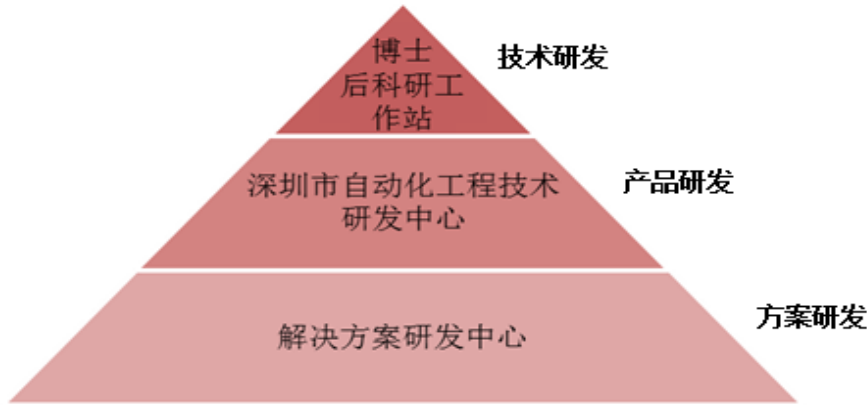 博士
后科研工
作站
技术研发
深圳市自动化工程技术
研发中心
产品研发
解决方案研发中心
方案研发